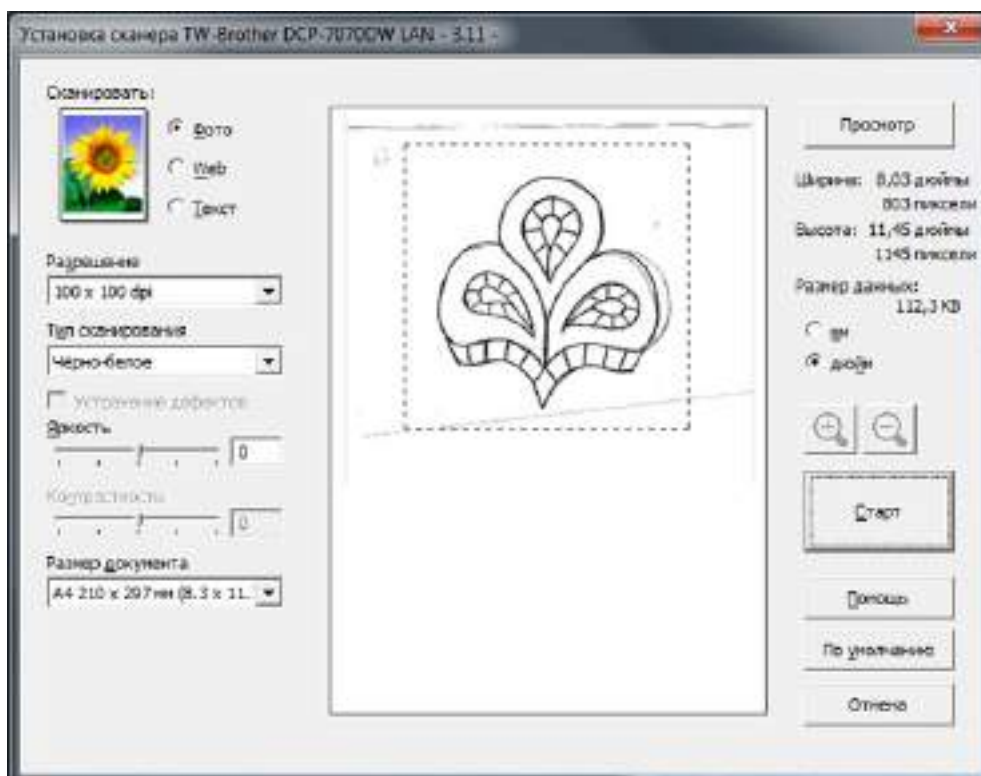 Установка сканера TW-Brother DCP-7070DW LAN - 3.11 -
Сканировать:
Фото
Web
Текст
Разрешение
100 x 100 dpi
Тип сканирования
Черно-белое
Устранение дефектов
Яркость
0
Контрастность
0
Размер документа
A4 210 x 297 мм (8.3 x 11.
Просмотр
Ширина: 8,03 дюймы
803 пиксели
Высота: 11,45 дюймы
1145 пиксели
Размер данных:
112,3 KB
мм
дюйм
Старт
Помощь
По умолчанию
Отмена